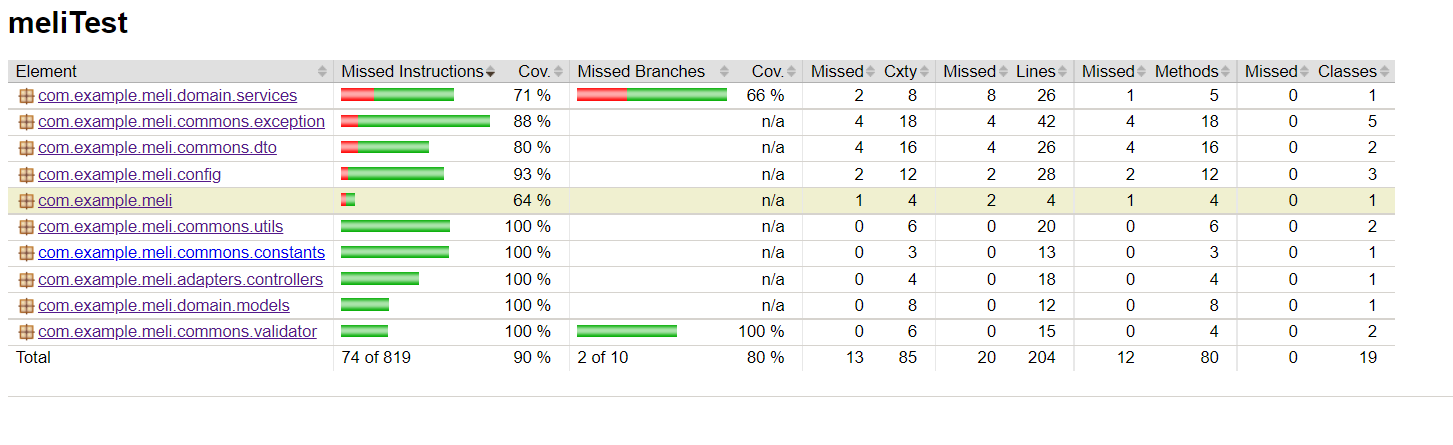 meliTest
Element Missed Instructions Cov. Missed Branches Cov. Missed Cxty Missed Lines Missed Methods Missed Classes
com.example.meli.domain.services 71 % 66 % 2 8 8 26 1 5 0 1
com.example.meli.commons.exception 88 % n/a 4 18 4 42 4 18 0 5
com.example.meli.commons.dto 80 % n/a 4 16 4 26 4 16 0 2
com.example.meli.config 93 % n/a 2 12 2 28 2 12 0 3
com.example.meli 64 % n/a 1 4 2 4 1 4 0 1
com.example.meli.commons.utils 100 % n/a 0 6 0 20 0 6 0 2
com.example.meli.commons.constants 100 % n/a 0 3 0 13 0 3 0 1
com.example.meli.adapters.controllers 100 % n/a 0 4 0 18 0 4 0 1
com.example.meli.domain.models 100 % n/a 0 8 0 12 0 8 0 1
com.example.meli.commons.validator 100 % 100 % 0 6 0 15 0 4 0 2
Total 74 of 819 90 % 2 of 10 80 % 13 85 20 204 12 80 0 19